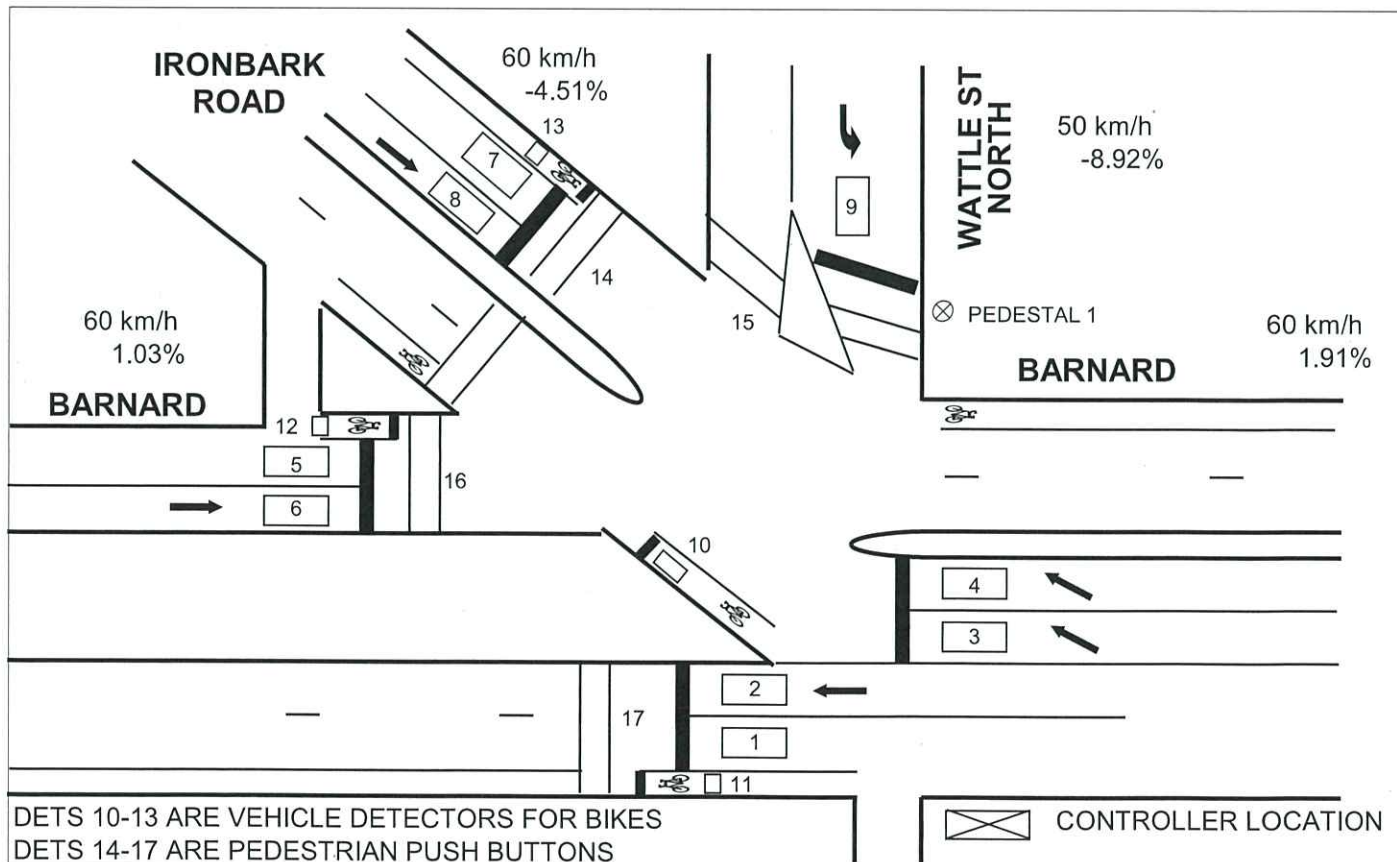 IRONBARK
ROAD
60 km/h
-4.51%
13
7
8
14
WATTLE ST
NORTH
50 km/h
-8.92%
9
15
PEDESTAL 1
60 km/h
1.91%
BARNARD
60 km/h
1.03%
BARNARD
12
5
6
16
10
4
3
2
1
17
11
DETS 10-13 ARE VEHICLE DETECTORS FOR BIKES
DETS 14-17 ARE PEDESTRIAN PUSH BUTTONS
CONTROLLER LOCATION